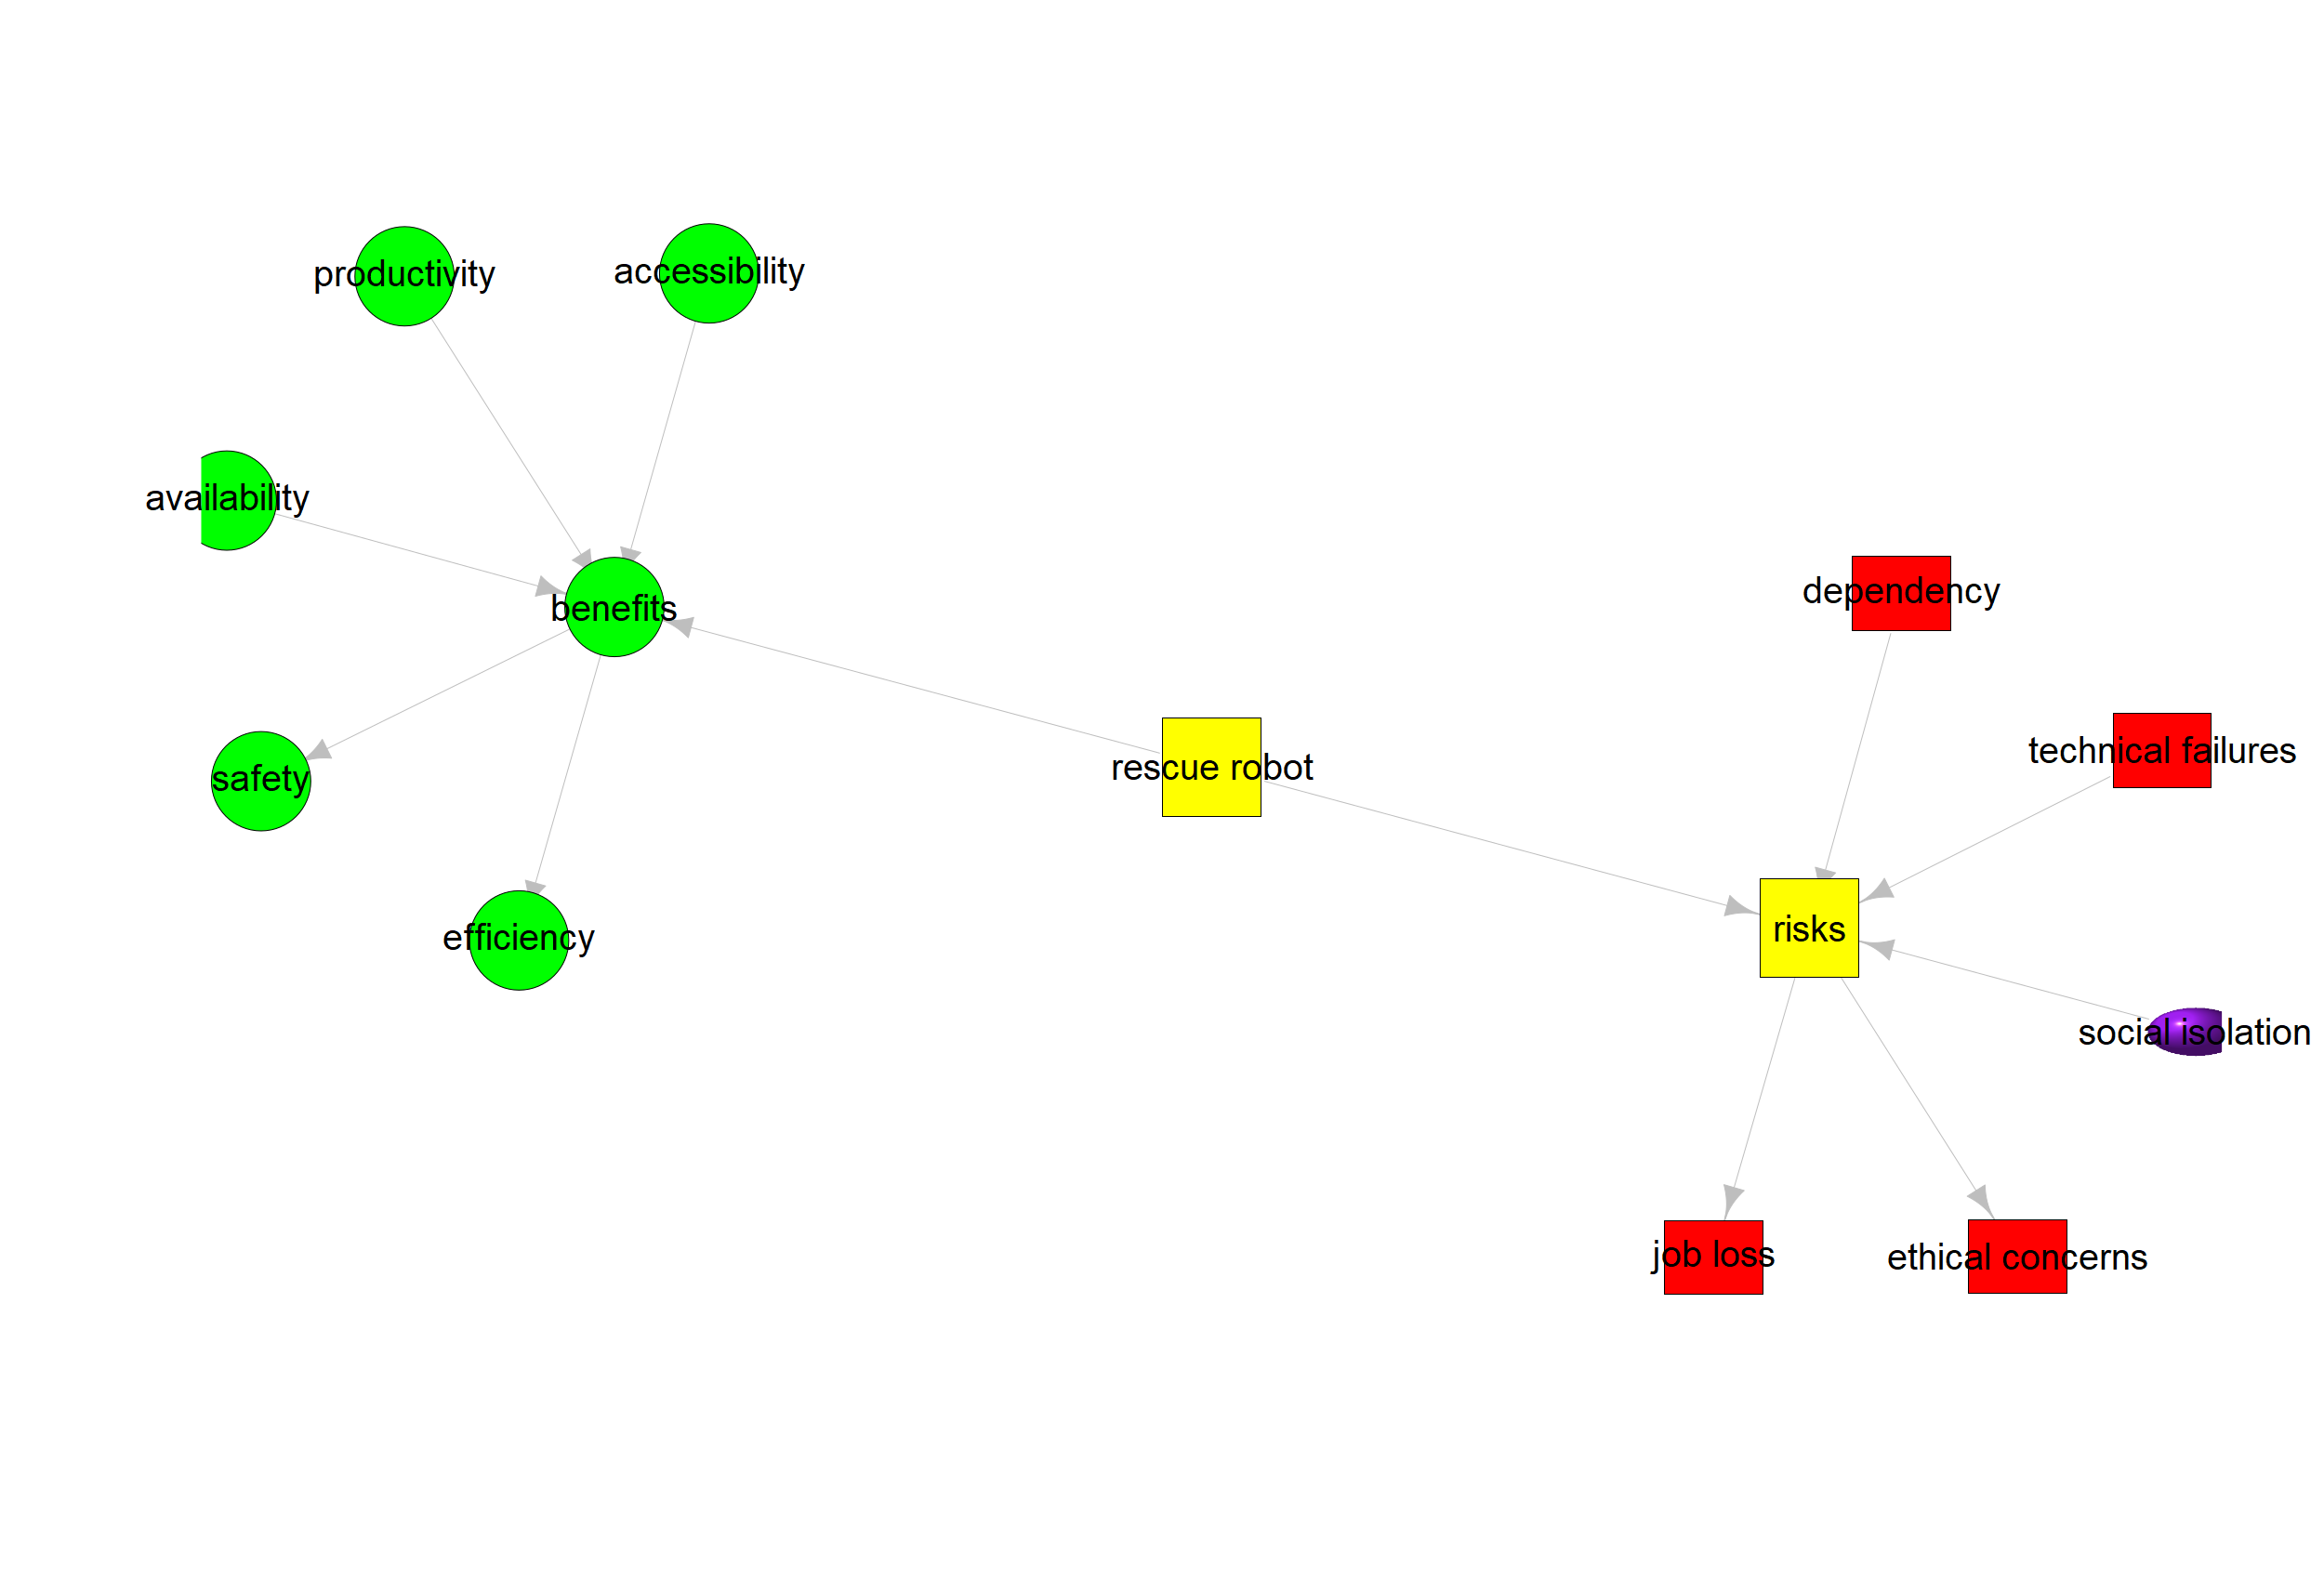 productivity
accessibility
availability
benefits
dependency
technical failures
safety
rescue robot
efficiency
risks
social isolation
job loss
ethical concerns